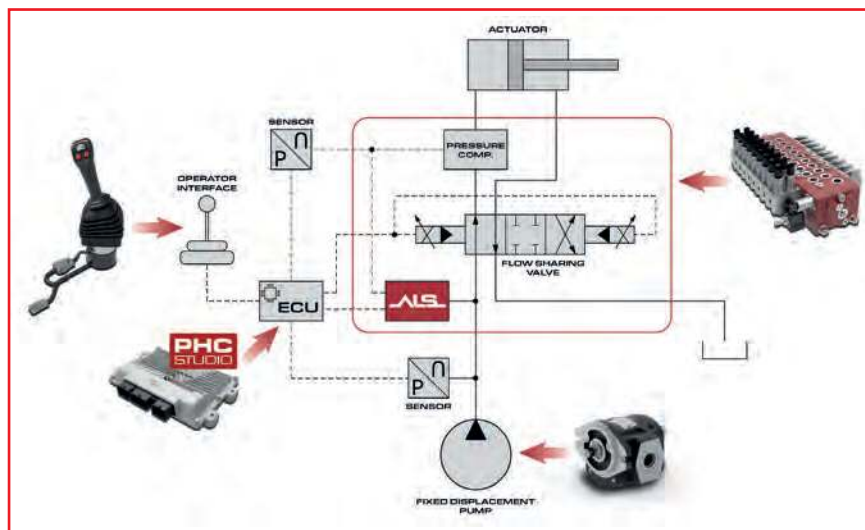 ACTUATOR
SENSOR
P U
PRESSURE
COMP.
OPERATOR
INTERFACE
FLOW SHARING
VALVE
ECU
ALS
PHC
STUDIO
P U
SENSOR
FIXED DISPLACEMENT
PUMP